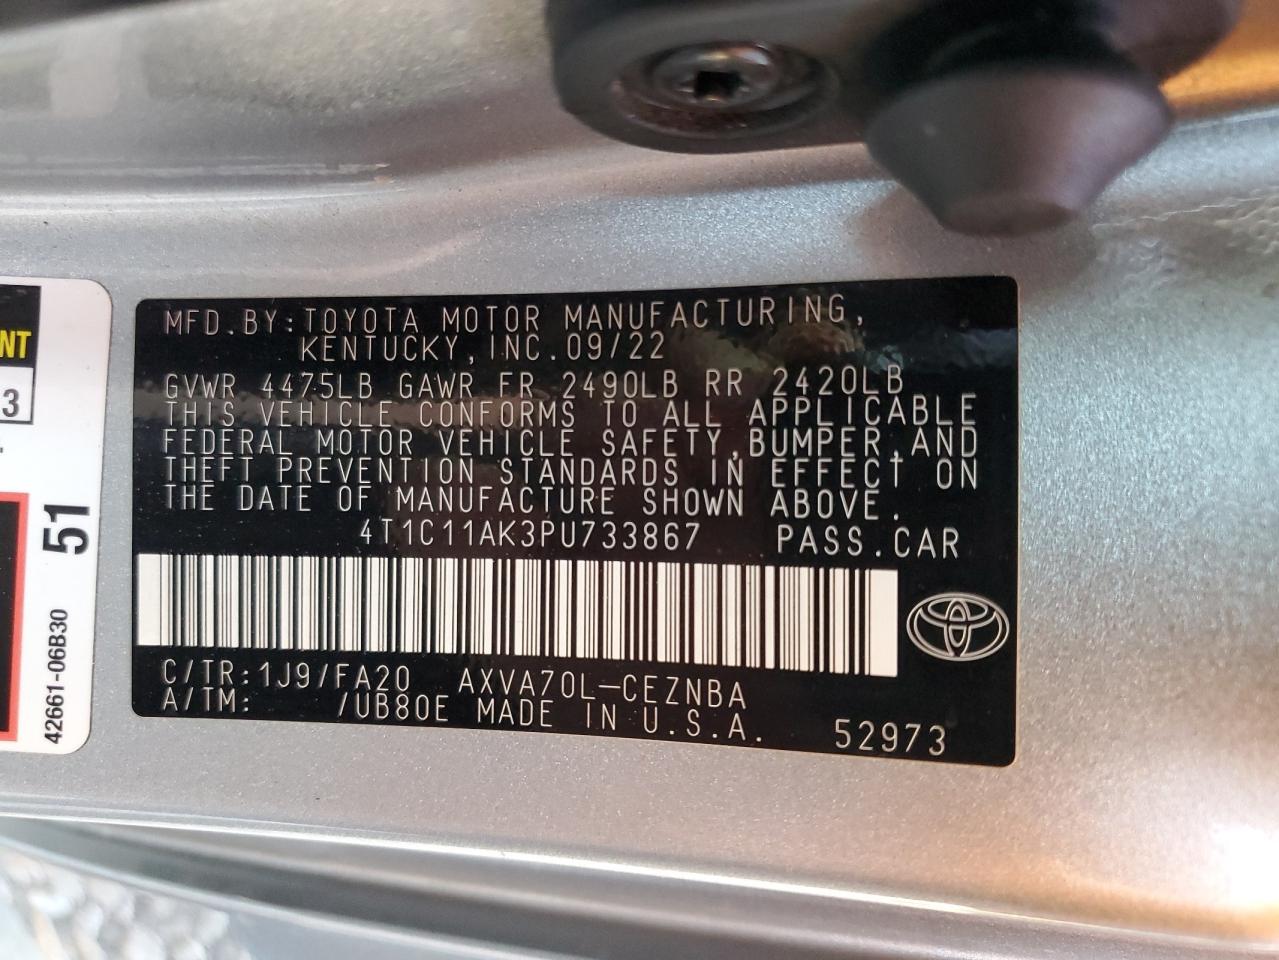 NT
3
51
42661-06B30
MFD.BY:TOYOTA MOTOR MANUFACTURING,
KENTUCKY,INC.09/22
GVWR 4475LB GAWR FR 2490LB RR 2420LB
THIS VEHICLE CONFORMS TO ALL APPLICABLE
FEDERAL MOTOR VEHICLE SAFETY,BUMPER,AND
THEFT PREVENTION STANDARDS IN EFFECT ON
THE DATE OF MANUFACTURE SHOWN ABOVE.
4T1C11AK3PU733867 PASS.CAR
C/TR:1J9/FA20 AXVA70L-CEZNBA
A/TM: /UB80E MADE IN U.S.A.
52973